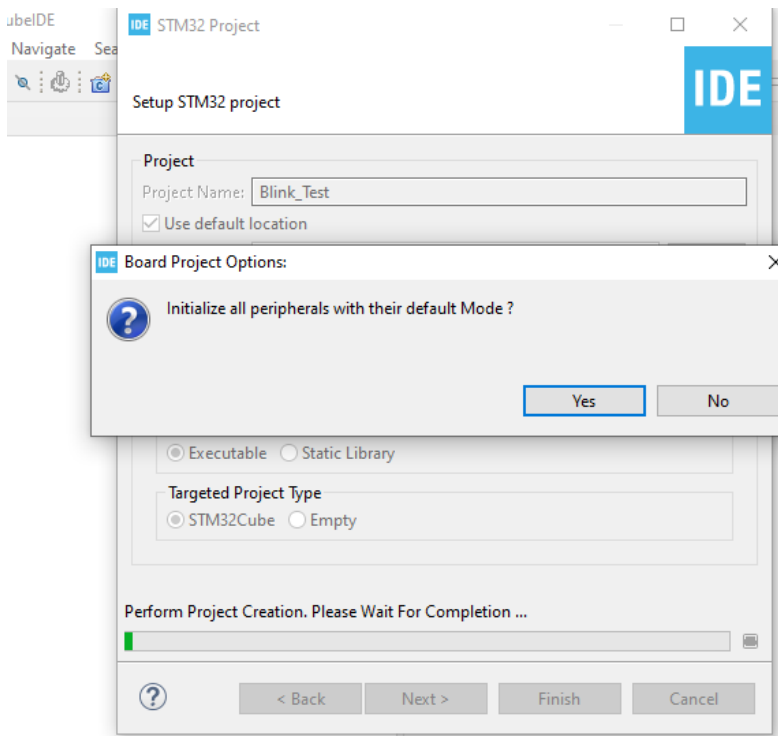 ubeIDE
IDE STM32 Project
Navigate Sea
Setup STM32 project
IDE
Project
Project Name: Blink_Test
Use default location
IDE Board Project Options:
Initialize all peripherals with their default Mode ?
Yes No
Executable Static Library
Targeted Project Type
STM32Cube Empty
Perform Project Creation. Please Wait For Completion ...
? < Back Next > Finish Cancel